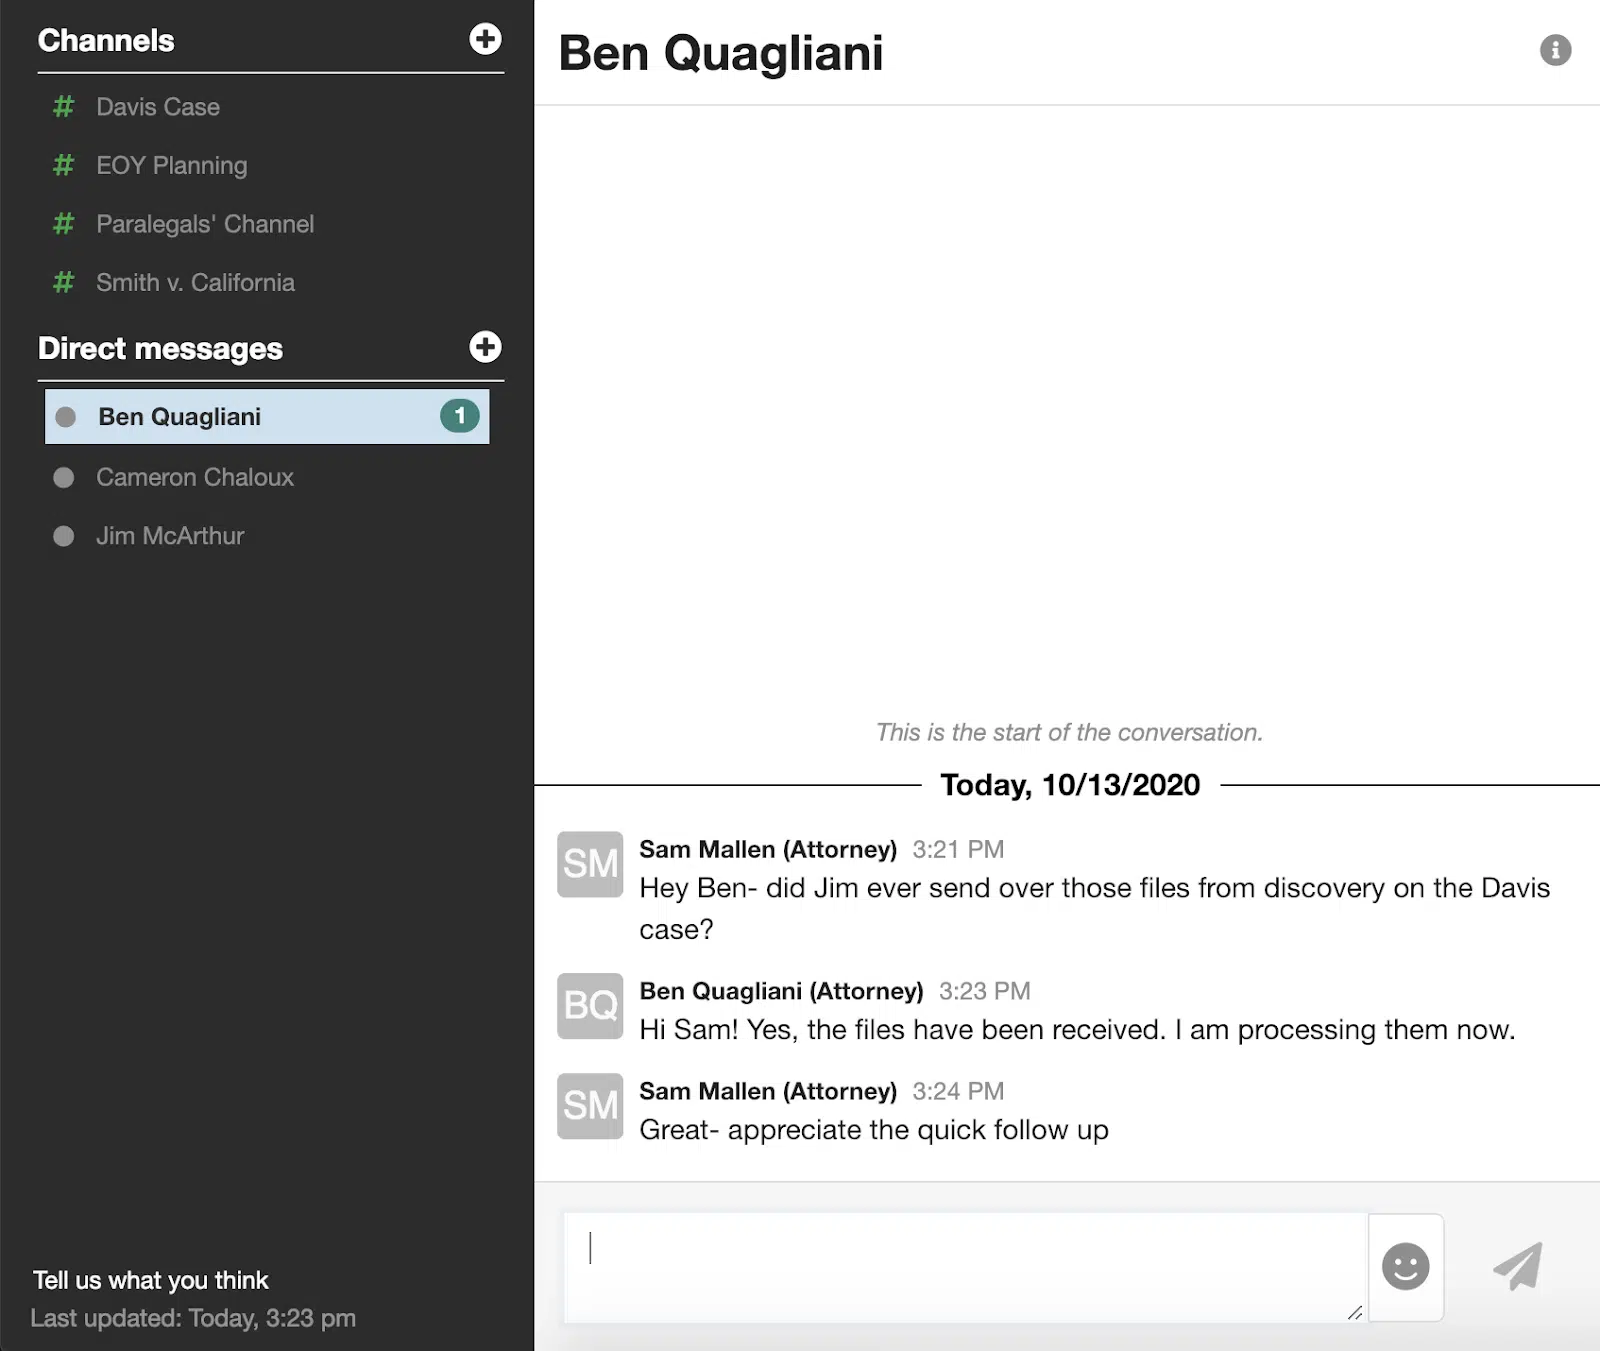 Channels
# Davis Case
# EOY Planning
# Paralegals' Channel
# Smith v. California
Direct messages
Ben Quagliani 1
Cameron Chaloux
Jim McArthur
Tell us what you think
Last updated: Today, 3:23 pm
Ben Quagliani
This is the start of the conversation.
Today, 10/13/2020
SM
Sam Mallen (Attorney) 3:21 PM
Hey Ben- did Jim ever send over those files from discovery on the Davis
case?
BQ
Ben Quagliani (Attorney) 3:23 PM
Hi Sam! Yes, the files have been received. I am processing them now.
SM
Sam Mallen (Attorney) 3:24 PM
Great- appreciate the quick follow up